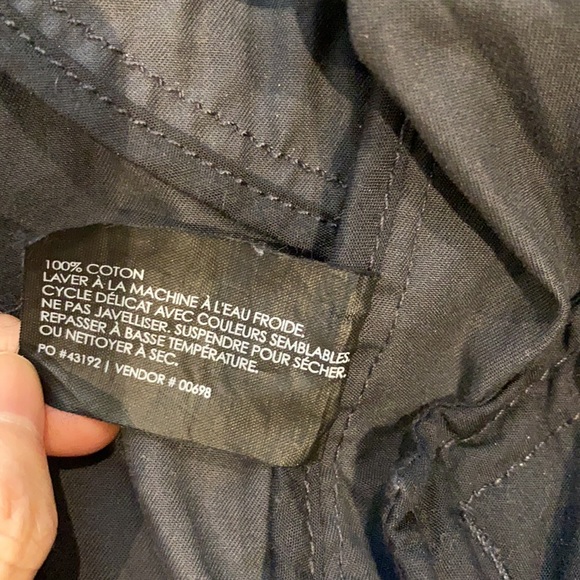 100% COTON
LAVER À LA MACHINE À L'EAU FROIDE
CYCLE DÉLICAT AVEC COULEURS SEMBLABLES
NE PAS JAVELLISER. SUSPENDRE POUR SÉCHER.
REPASSER À BASSE TEMPÉRATURE.
OU NETTOYER À SEC.
PO #43192 | VENDOR # 00698